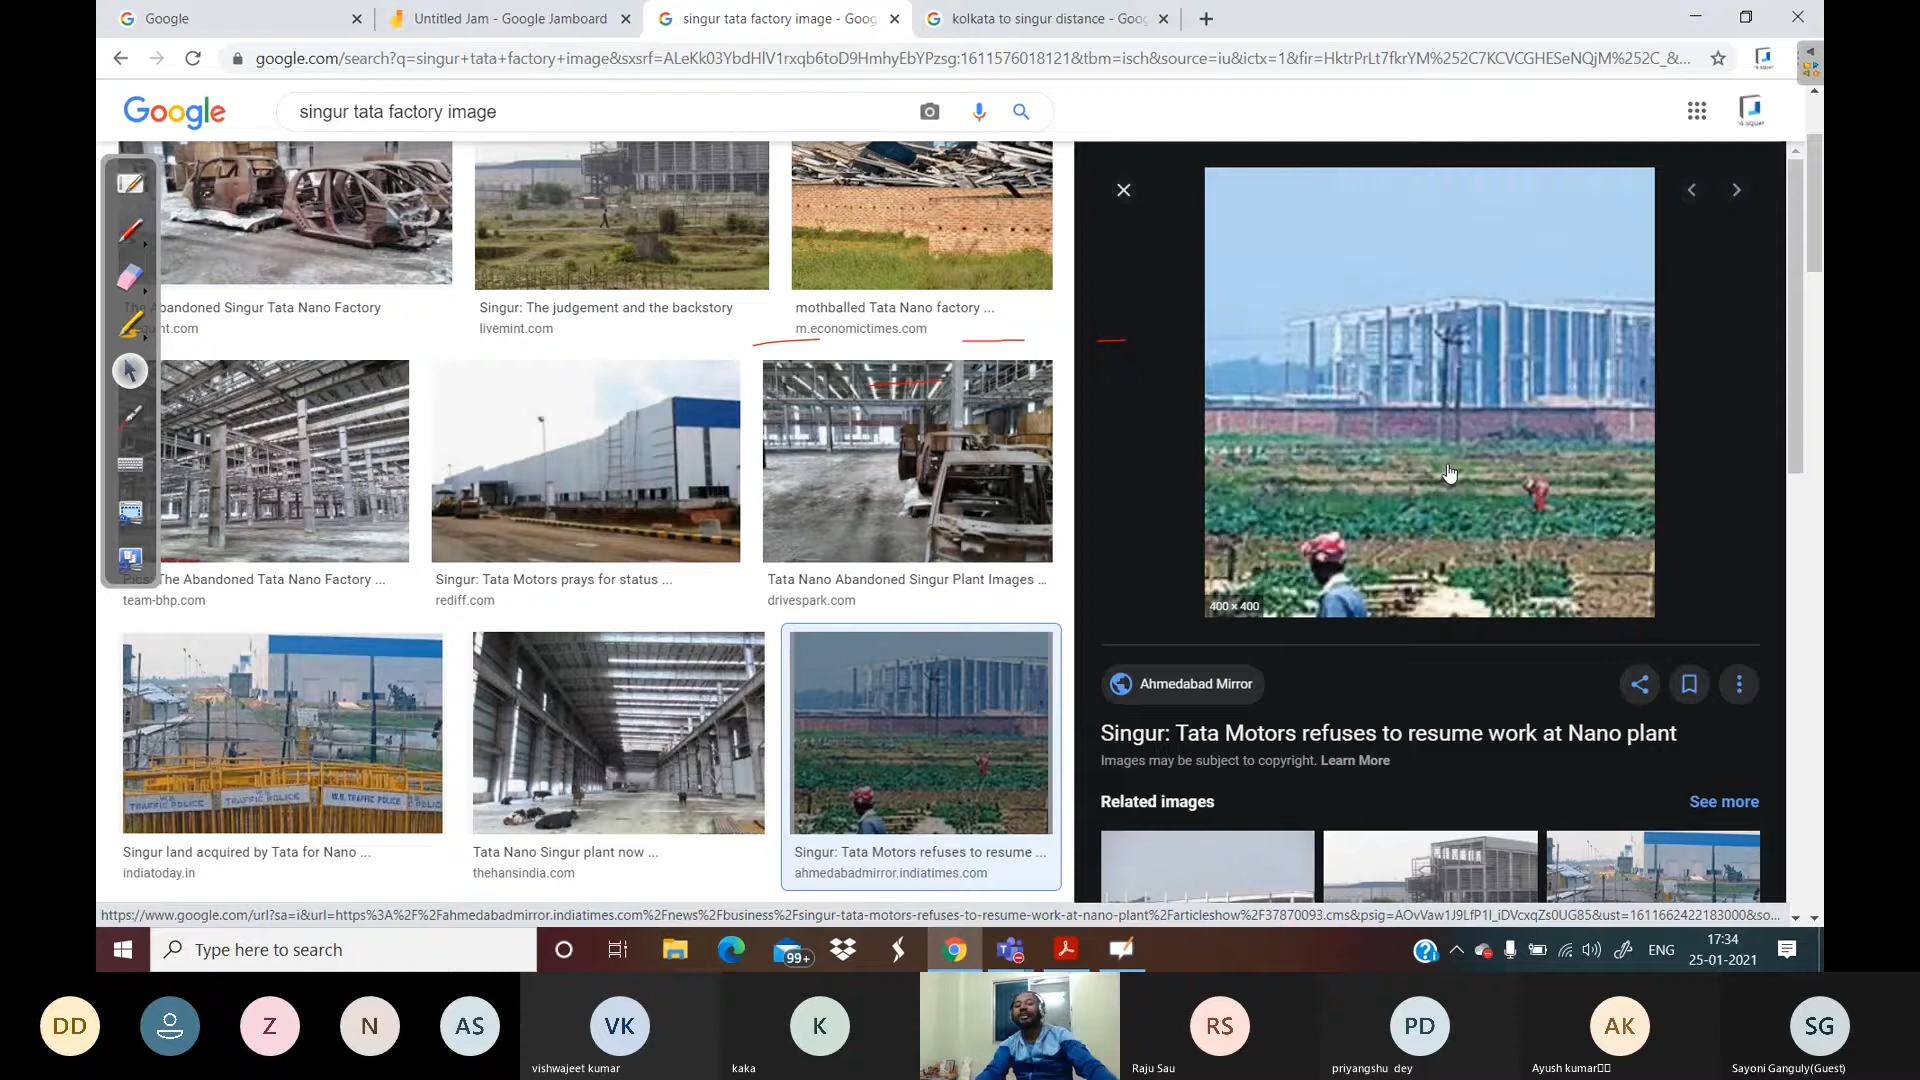 Google
Untitled Jam - Google Jamboard
singur tata factory image - Goog
kolkata to singur distance - Goo
google.com/search?q=singur+tata+factory+image&sxsrf=ALeKk03YbdHlV1rxqb6toD9HmhyEbYPzsg:1611576018121&tbm=isch&source=iu&ictx=1&fir=HktrPrLt7fkrYM%252C7KCVCGHESeNQjM%252C_&...
Google
singur tata factory image
The Abandoned Singur Tata Nano Factory
Singur: The judgement and the backstory
livemint.com
mothballed Tata Nano factory ...
m.economictimes.com
Pics: The Abandoned Tata Nano Factory ...
team-bhp.com
Singur: Tata Motors prays for status ...
rediff.com
Tata Nano Abandoned Singur Plant Images ...
drivespark.com
W.B. TRAFFIC POLICE
TRAFFIC POLICE
W.B. TRAFFIC POLICE
Singur land acquired by Tata for Nano ...
indiatoday.in
Tata Nano Singur plant now ...
thehansindia.com
Singur: Tata Motors refuses to resume ...
ahmedabadmirror.indiatimes.com
400 × 400
Ahmedabad Mirror
Singur: Tata Motors refuses to resume work at Nano plant
Images may be subject to copyright. Learn More
Related images
See more
https://www.google.com/url?sa=i&url=https%3A%2F%2Fahmedabadmirror.indiatimes.com%2Fnews%2Fbusiness%2Fsingur-tata-motors-refuses-to-resume-work-at-nano-plant%2Farticleshow%2F37870093.cms&psig=AOvVaw1J9LfP1I_iDVcxqZs0UG85&ust=1611662422183000&so...
Type here to search
99+
ENG
17:34
25-01-2021
DD
Z
N
AS
VK
vishwajeet kumar
K
kaka
RS
Raju Sau
PD
priyangshu dey
AK
Ayush kumar
SG
Sayoni Ganguly(Guest)